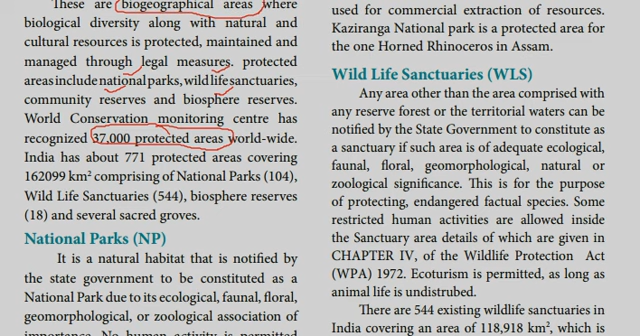 These are biogeographical areas where
biological diversity along with natural and
cultural resources is protected, maintained and
managed through legal measures. protected
areas include national parks, wild life sanctuaries,
community reserves and biosphere reserves.
World Conservation monitoring centre has
recognized 37,000 protected areas world-wide.
India has about 771 protected areas covering
162099 km² comprising of National Parks (104),
Wild Life Sanctuaries (544), biosphere reserves
(18) and several sacred groves.
National Parks (NP)
It is a natural habitat that is notified by
the state government to be constituted as a
National Park due to its ecological, faunal, floral,
geomorphological, or zoological association of
importance. No human activity is permitted
used for commercial extraction of resources.
Kaziranga National park is a protected area for
the one Horned Rhinoceros in Assam.
Wild Life Sanctuaries (WLS)
Any area other than the area comprised with
any reserve forest or the territorial waters can be
notified by the State Government to constitute as
a sanctuary if such area is of adequate ecological,
faunal, floral, geomorphological, natural or
zoological significance. This is for the purpose
of protecting, endangered factual species. Some
restricted human activities are allowed inside
the Sanctuary area details of which are given in
CHAPTER IV, of the Wildlife Protection Act
(WPA) 1972. Ecoturism is permitted, as long as
animal life is undistrubed.
There are 544 existing wildlife sanctuaries in
India covering an area of 118,918 km², which is